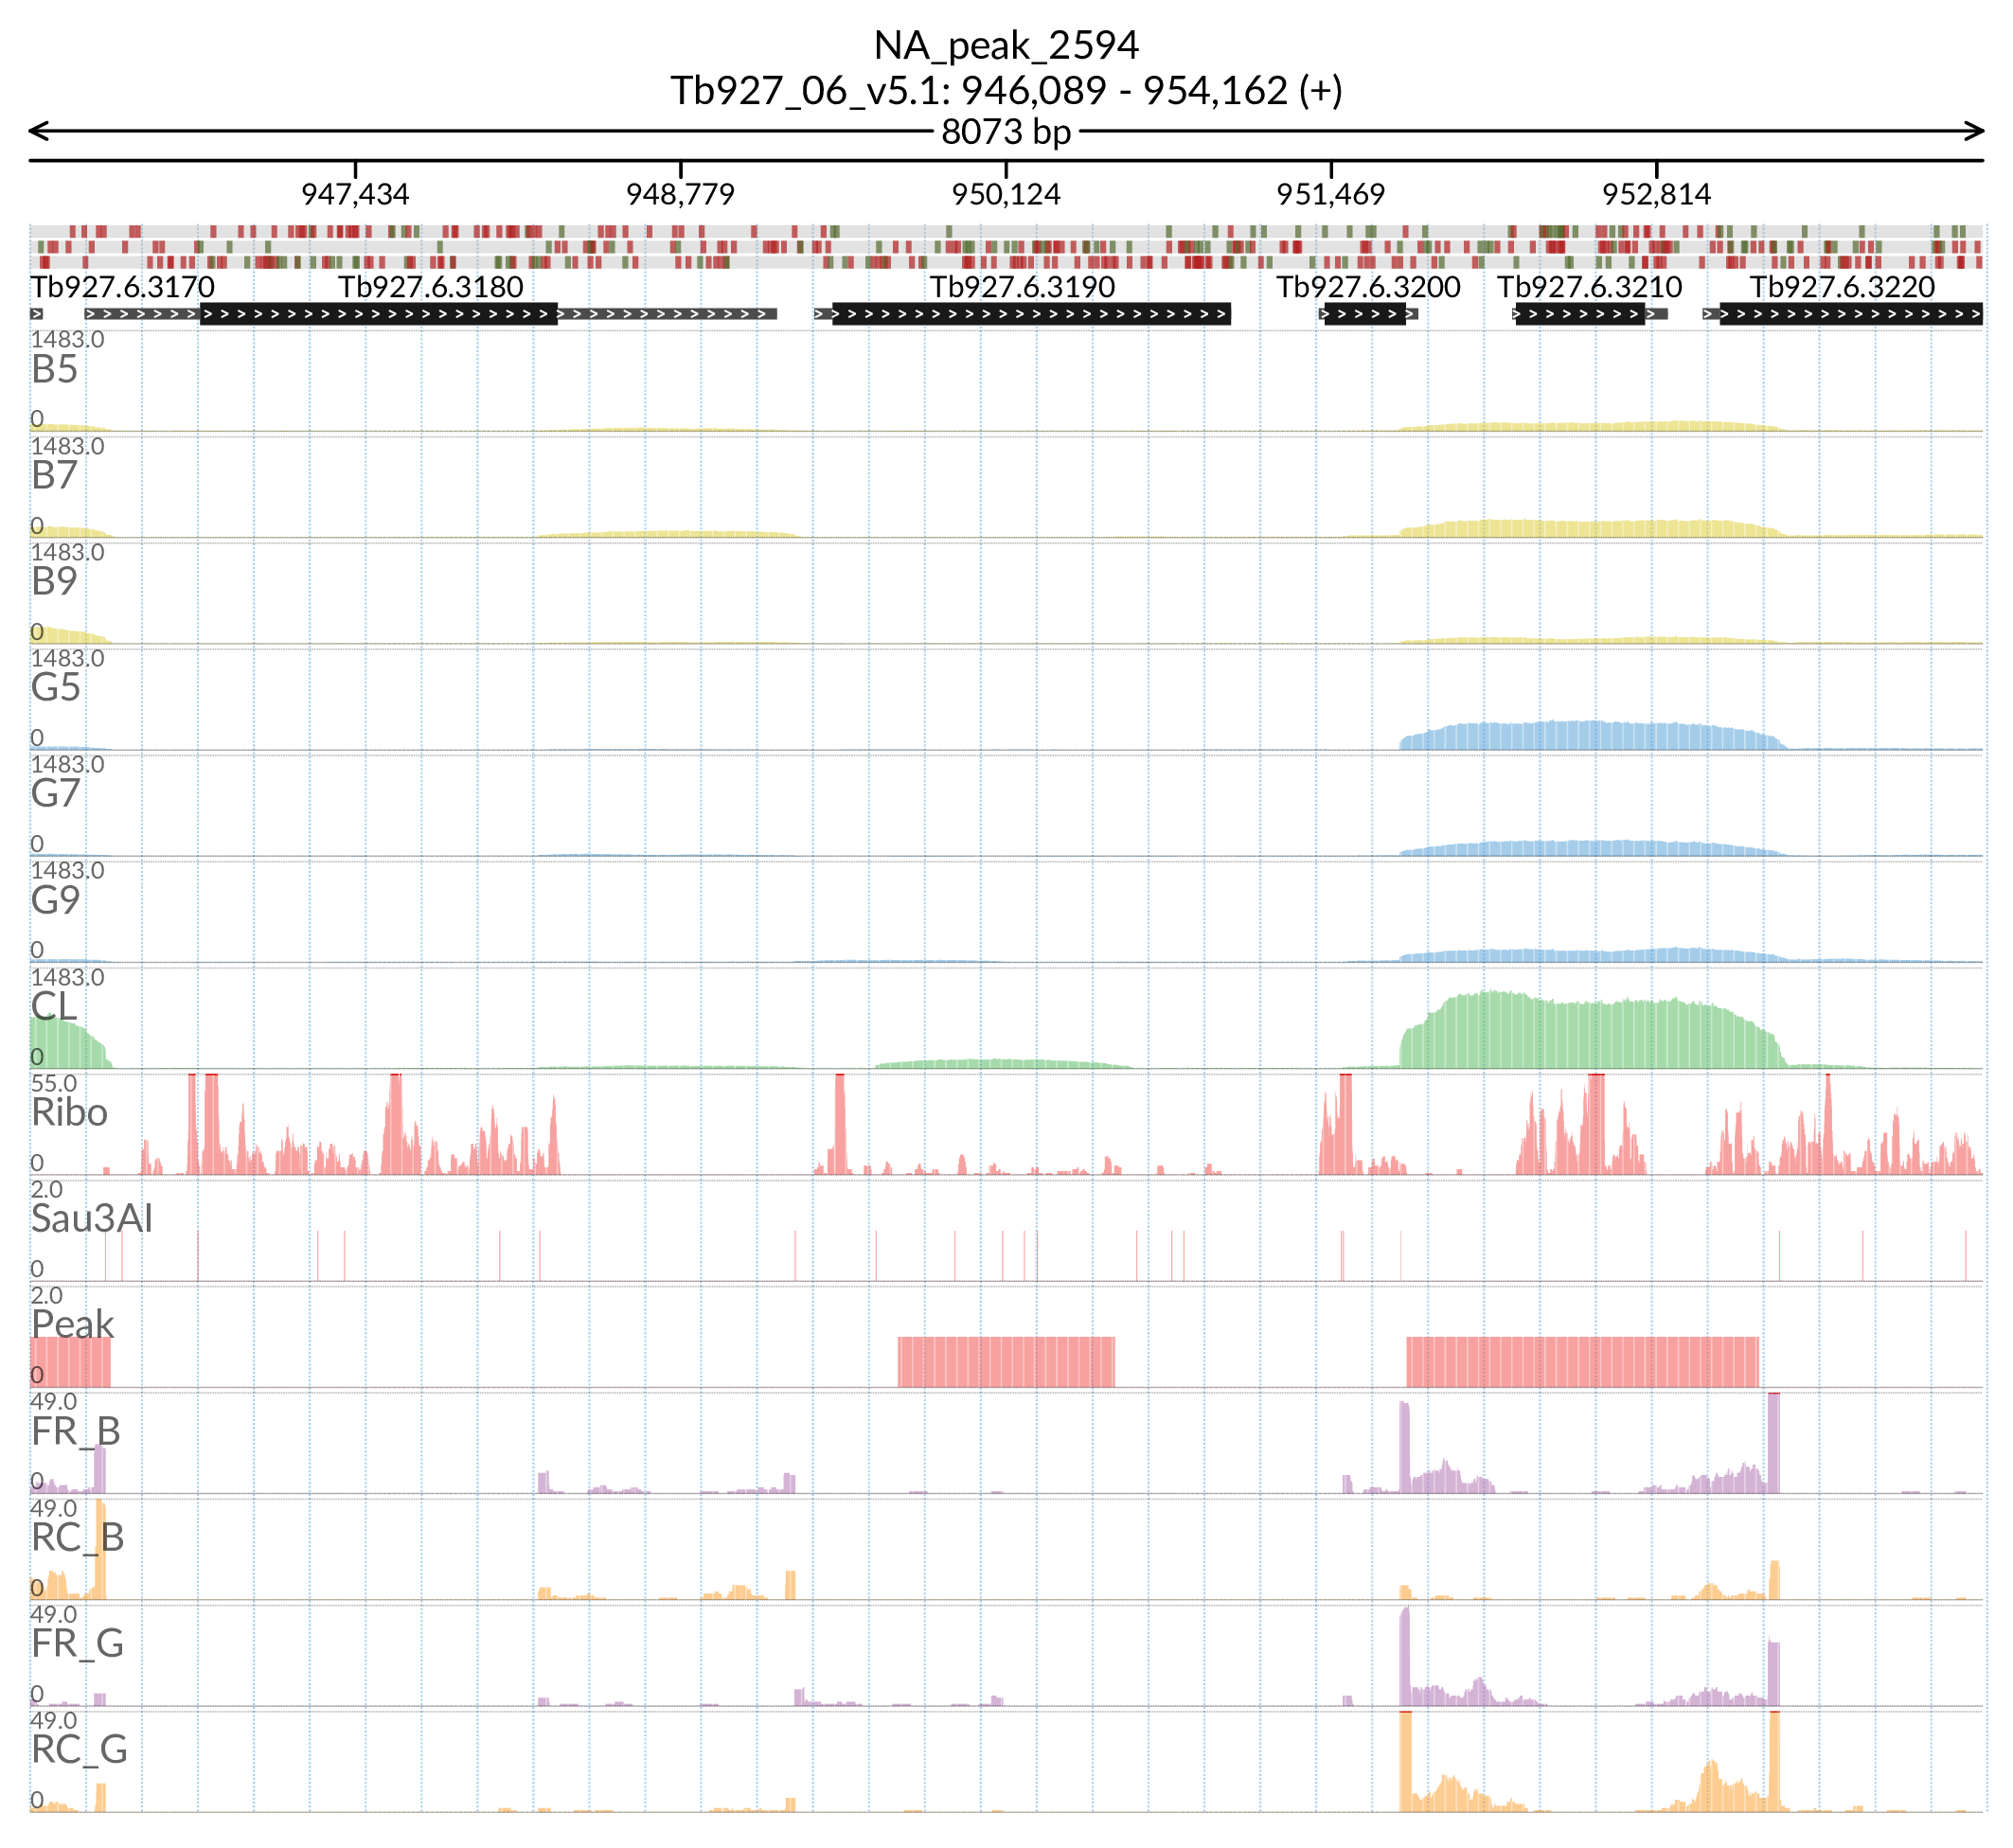 NA_peak_2594
Tb927_06_v5.1: 946,089 - 954,162 (+)
8073 bp
947,434 948,779 950,124 951,469 952,814
Tb927.6.3170 Tb927.6.3180 Tb927.6.3190 Tb927.6.3200 Tb927.6.3210 Tb927.6.3220
1483.0
B5
0
1483.0
B7
0
1483.0
B9
0
1483.0
G5
0
1483.0
G7
0
1483.0
G9
0
1483.0
CL
0
55.0
Ribo
0
2.0
Sau3AI
0
2.0
Peak
0
49.0
FR_B
0
49.0
RC_B
0
49.0
FR_G
0
49.0
RC_G
0